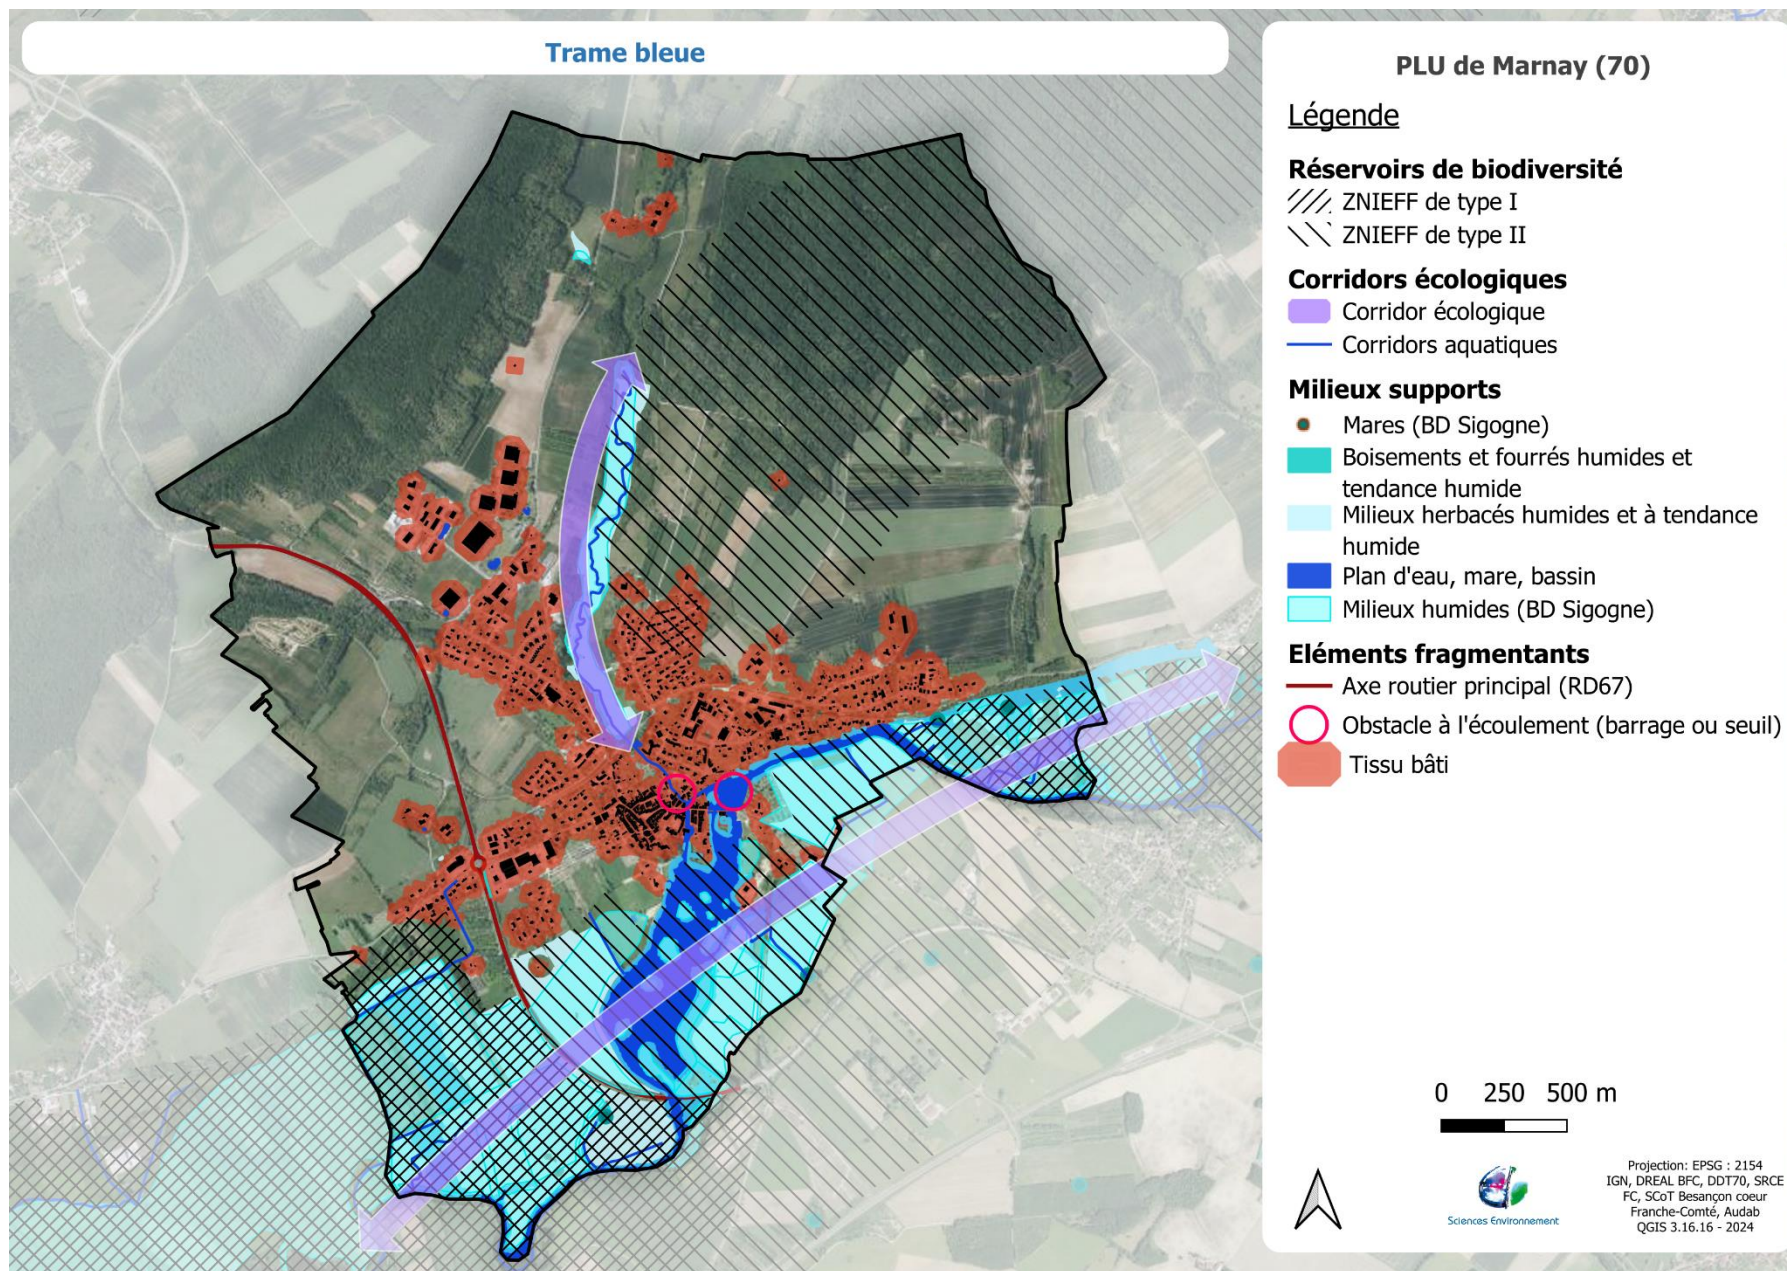 Trame bleue
PLU de Marnay (70)
Légende
Réservoirs de biodiversité
ZNIEFF de type I
ZNIEFF de type II
Corridors écologiques
Corridor écologique
Corridors aquatiques
Milieux supports
Mares (BD Sigogne)
Boisements et fourrés humides et
tendance humide
Milieux herbacés humides et à tendance
humide
Plan d'eau, mare, bassin
Milieux humides (BD Sigogne)
Eléments fragmentants
Axe routier principal (RD67)
Obstacle à l'écoulement (barrage ou seuil)
Tissu bâti
0 250 500 m
Sciences Environnement
Projection: EPSG : 2154
IGN, DREAL BFC, DDT70, SRCE
FC, SCoT Besançon coeur
Franche-Comté, Audab
QGIS 3.16.16 - 2024